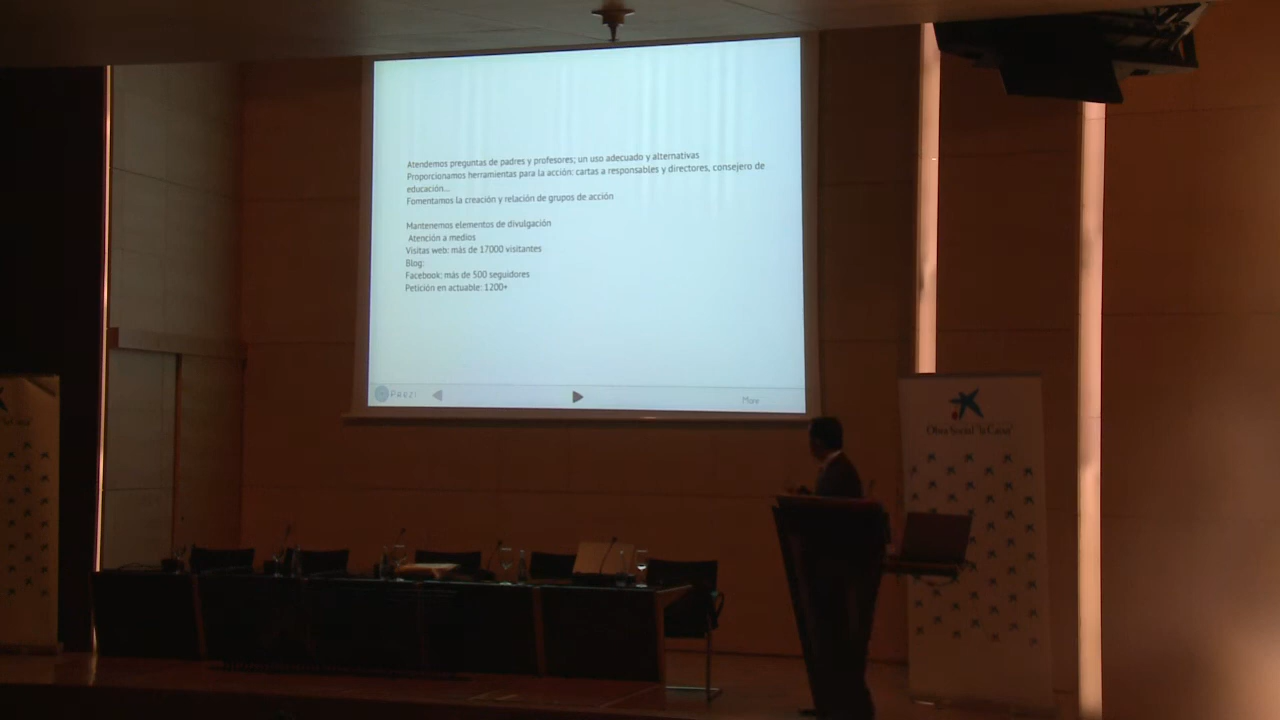 Atendemos preguntas de padres y profesores; un uso adecuado y alternativas
Proporcionamos herramientas para la acción: cartas a responsables y directores, consejero de
educación...
Fomentamos la creación y relación de grupos de acción
Mantenemos elementos de divulgación
Atención a medios
Visitas web: más de 17000 visitantes
Blog:
Facebook: más de 500 seguidores
Petición en actuable: 1200+
Prezi
More
Obra Social "la Caixa"